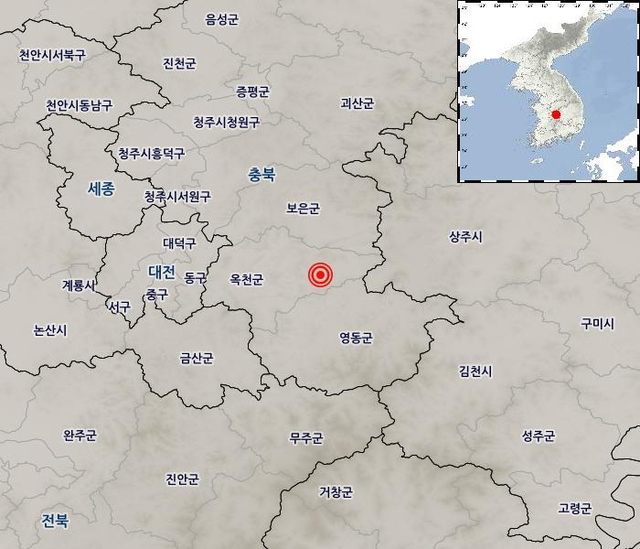 음성군
천안시서북구
진천군
증평군
천안시동남구
괴산군
청주시청원구
청주시흥덕구
충북
세종
청주시서원구
보은군
상주시
대덕구
대전
동구
옥천군
계룡시
중구
서구
구미시
논산시
영동군
금산군
김천시
완주군
무주군
성주군
진안군
거창군
고령군
전북